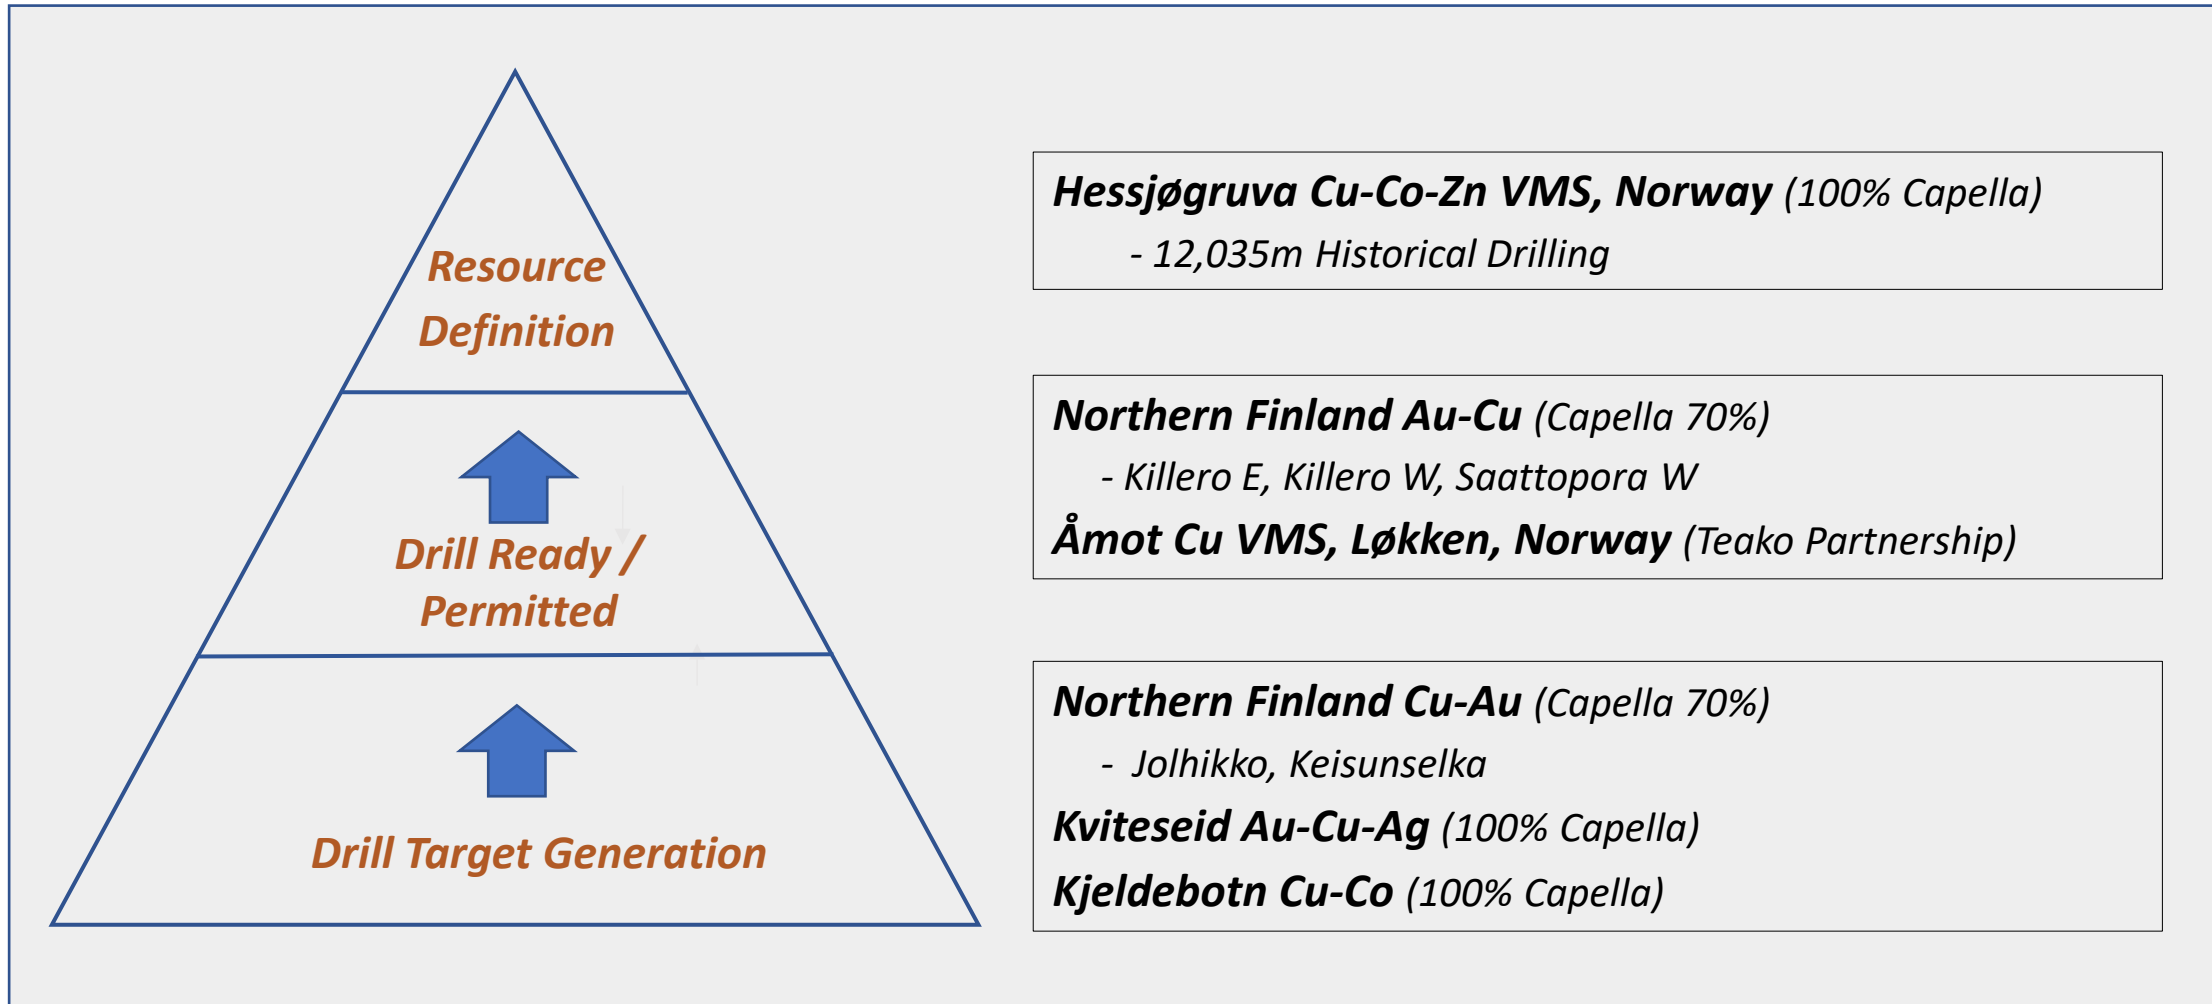 Resource
Definition
Drill Ready /
Permitted
Drill Target Generation
Hessjøgruva Cu-Co-Zn VMS, Norway (100% Capella)
- 12,035m Historical Drilling
Northern Finland Au-Cu (Capella 70%)
- Killero E, Killero W, Saattopora W
Åmot Cu VMS, Løkken, Norway (Teako Partnership)
Northern Finland Cu-Au (Capella 70%)
- Jolhikko, Keisunselka
Kviteseid Au-Cu-Ag (100% Capella)
Kjeldebotn Cu-Co (100% Capella)